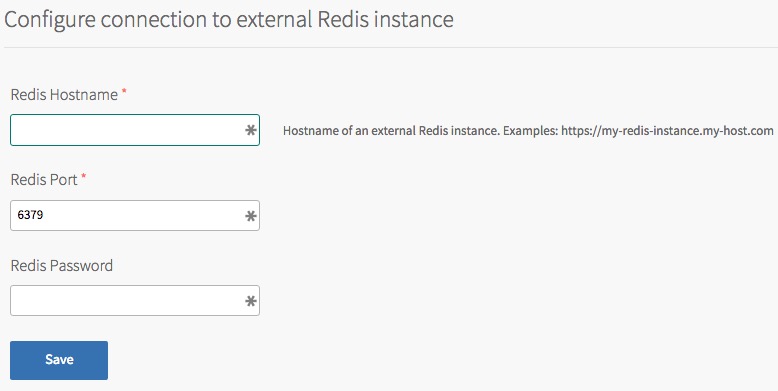 Configure connection to external Redis instance
Redis Hostname *
Hostname of an external Redis instance. Examples: https://my-redis-instance.my-host.com
Redis Port *
6379
Redis Password
Save